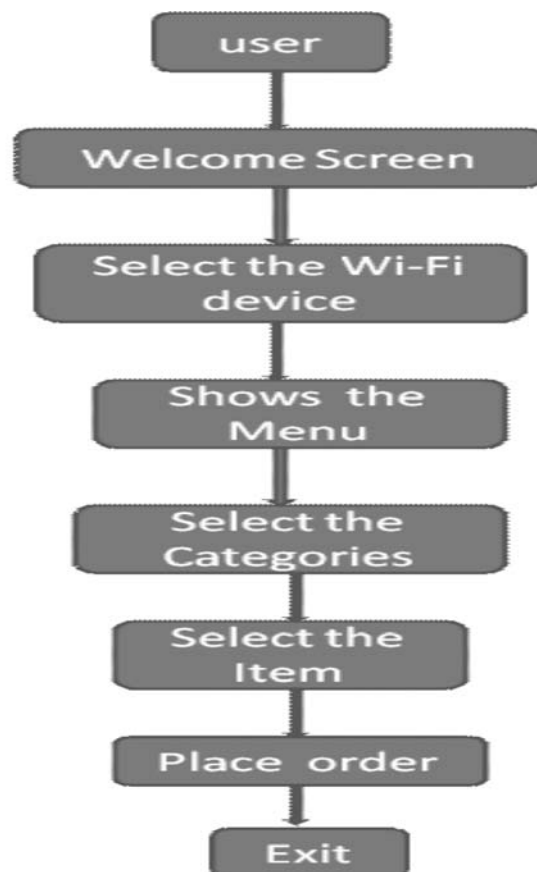 user
Welcome Screen
Select the Wi-Fi
device
Shows the
Menu
Select the
Categories
Select the
Item
Place order
Exit